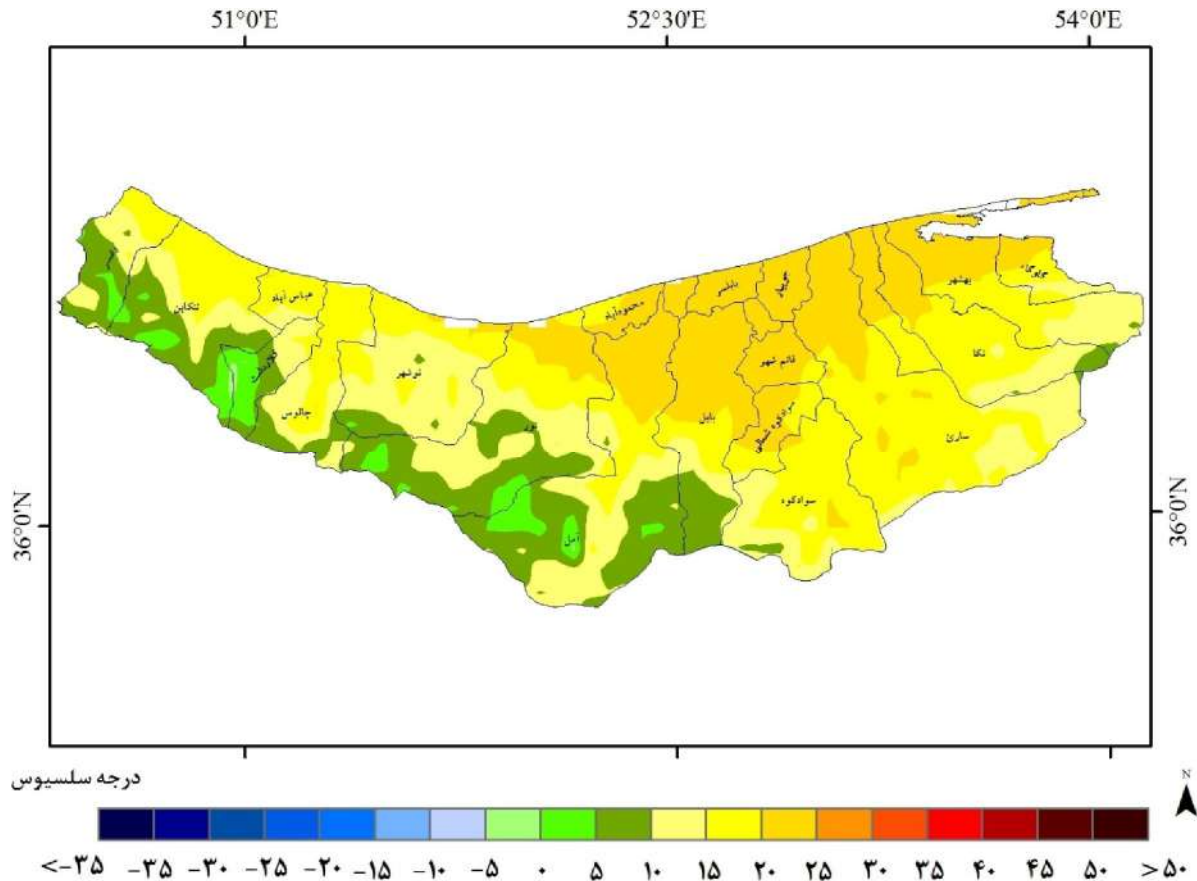 51°0'E 52°30'E 54°0'E
بهشهر
تنکابن
عباس آباد
محمودآباد
بابلسر
نکا
نوشهر
قائم شهر
چالوس
بابل
سوادکوه شمالی
نور
ساری
سوادکوه
آمل
36°0'N 36°0'N
درجه سلسیوس
N
<-۳۵ -۳۵ -۳۰ -۲۵ -۲۰ -۱۵ -۱۰ -۵ ۰ ۵ ۱۰ ۱۵ ۲۰ ۲۵ ۳۰ ۳۵ ۴۰ ۴۵ ۵۰ >۵۰